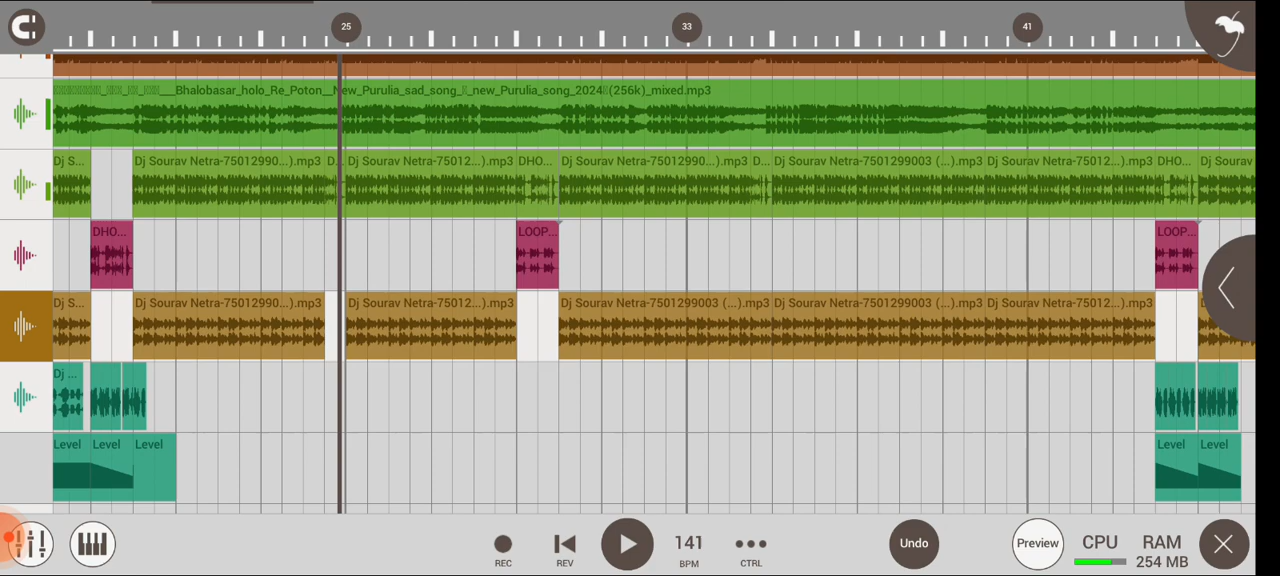 25 33 41
Bhalobasar_holo_Re_Poton__New_Purulia_sad_song_ _new_Purulia_song_2024 (256k)_mixed.mp3
Dj S... Dj Sourav Netra-75012990...).mp3 D... Dj Sourav Netra-75012...).mp3 DHO... Dj Sourav Netra-75012990...).mp3 D... Dj Sourav Netra-7501299003 (...).mp3 Dj Sourav Netra-75012...).mp3 DHO... Dj Sourav
DHO... LOOP... LOOP...
Dj S... Dj Sourav Netra-75012990...).mp3 Dj Sourav Netra-75012...).mp3 Dj Sourav Netra-7501299003 (...).mp3 Dj Sourav Netra-7501299003 (...).mp3 Dj Sourav Netra-75012...).mp3
Dj ...
Level Level Level Level Level
REC REV 141 BPM CTRL Undo Preview CPU RAM 254 MB